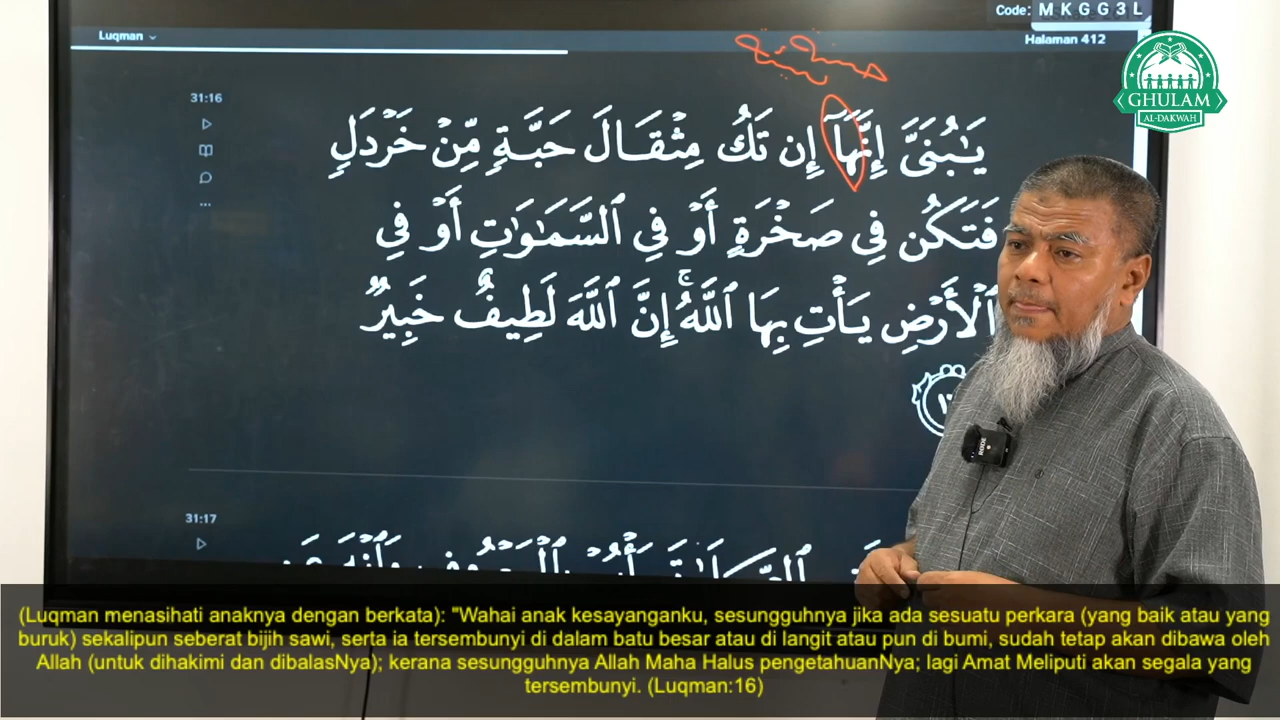 Code: MKGG3L
Luqman
Halaman 412
GHULAM
AL-DAKWAH
31:16
يَـٰبُنَىَّ إِنَّهَآ إِن تَكُ مِثْقَالَ حَبَّةٍ مِّنْ خَرْدَلٍ
فَتَكُن فِى صَخْرَةٍ أَوْ فِى ٱلسَّمَـٰوَٰتِ أَوْ فِى
ٱلْأَرْضِ يَأْتِ بِهَا ٱللَّهُ ۚ إِنَّ ٱللَّهَ لَطِيفٌ خَبِيرٌ
31:17
RODE
(Luqman menasihati anaknya dengan berkata): "Wahai anak kesayanganku, sesungguhnya jika ada sesuatu perkara (yang baik atau yang
buruk) sekalipun seberat bijih sawi, serta ia tersembunyi di dalam batu besar atau di langit atau pun di bumi, sudah tetap akan dibawa oleh
Allah (untuk dihakimi dan dibalasNya); kerana sesungguhnya Allah Maha Halus pengetahuanNya; lagi Amat Meliputi akan segala yang
tersembunyi. (Luqman:16)